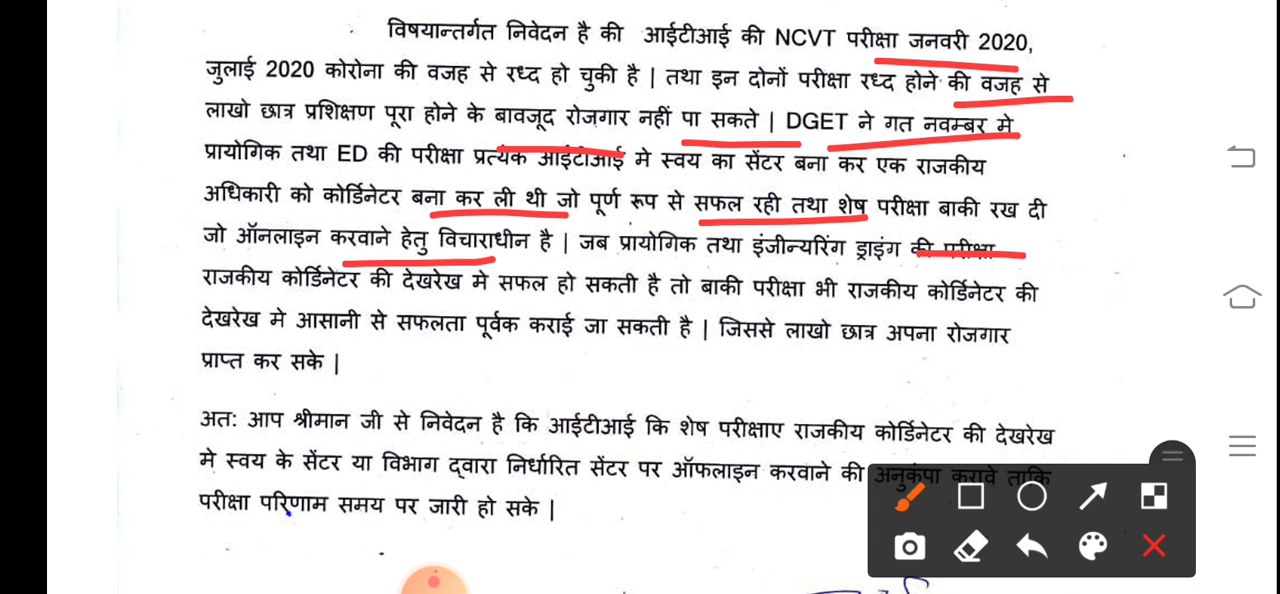 विषयान्तर्गत निवेदन है की आईटीआई की NCVT परीक्षा जनवरी 2020,
जुलाई 2020 कोरोना की वजह से रध्द हो चुकी है | तथा इन दोनों परीक्षा रध्द होने की वजह से
लाखो छात्र प्रशिक्षण पूरा होने के बावजूद रोजगार नहीं पा सकते | DGET ने गत नवम्बर मे
प्रायोगिक तथा ED की परीक्षा प्रत्येक आईटीआई मे स्वय का सेंटर बना कर एक राजकीय
अधिकारी को कोर्डिनेटर बना कर ली थी जो पूर्ण रूप से सफल रही तथा शेष परीक्षा बाकी रख दी
जो ऑनलाइन करवाने हेतु विचाराधीन है | जब प्रायोगिक तथा इंजीन्यरिंग ड्राइंग की परीक्षा
राजकीय कोर्डिनेटर की देखरेख मे सफल हो सकती है तो बाकी परीक्षा भी राजकीय कोर्डिनेटर की
देखरेख मे आसानी से सफलता पूर्वक कराई जा सकती है | जिससे लाखो छात्र अपना रोजगार
प्राप्त कर सके |
अत: आप श्रीमान जी से निवेदन है कि आईटीआई कि शेष परीक्षाए राजकीय कोर्डिनेटर की देखरेख
मे स्वय के सेंटर या विभाग द्वारा निर्धारित सेंटर पर ऑफलाइन करवाने की अनुकंपा करावे ताकि
परीक्षा परिणाम समय पर जारी हो सके |